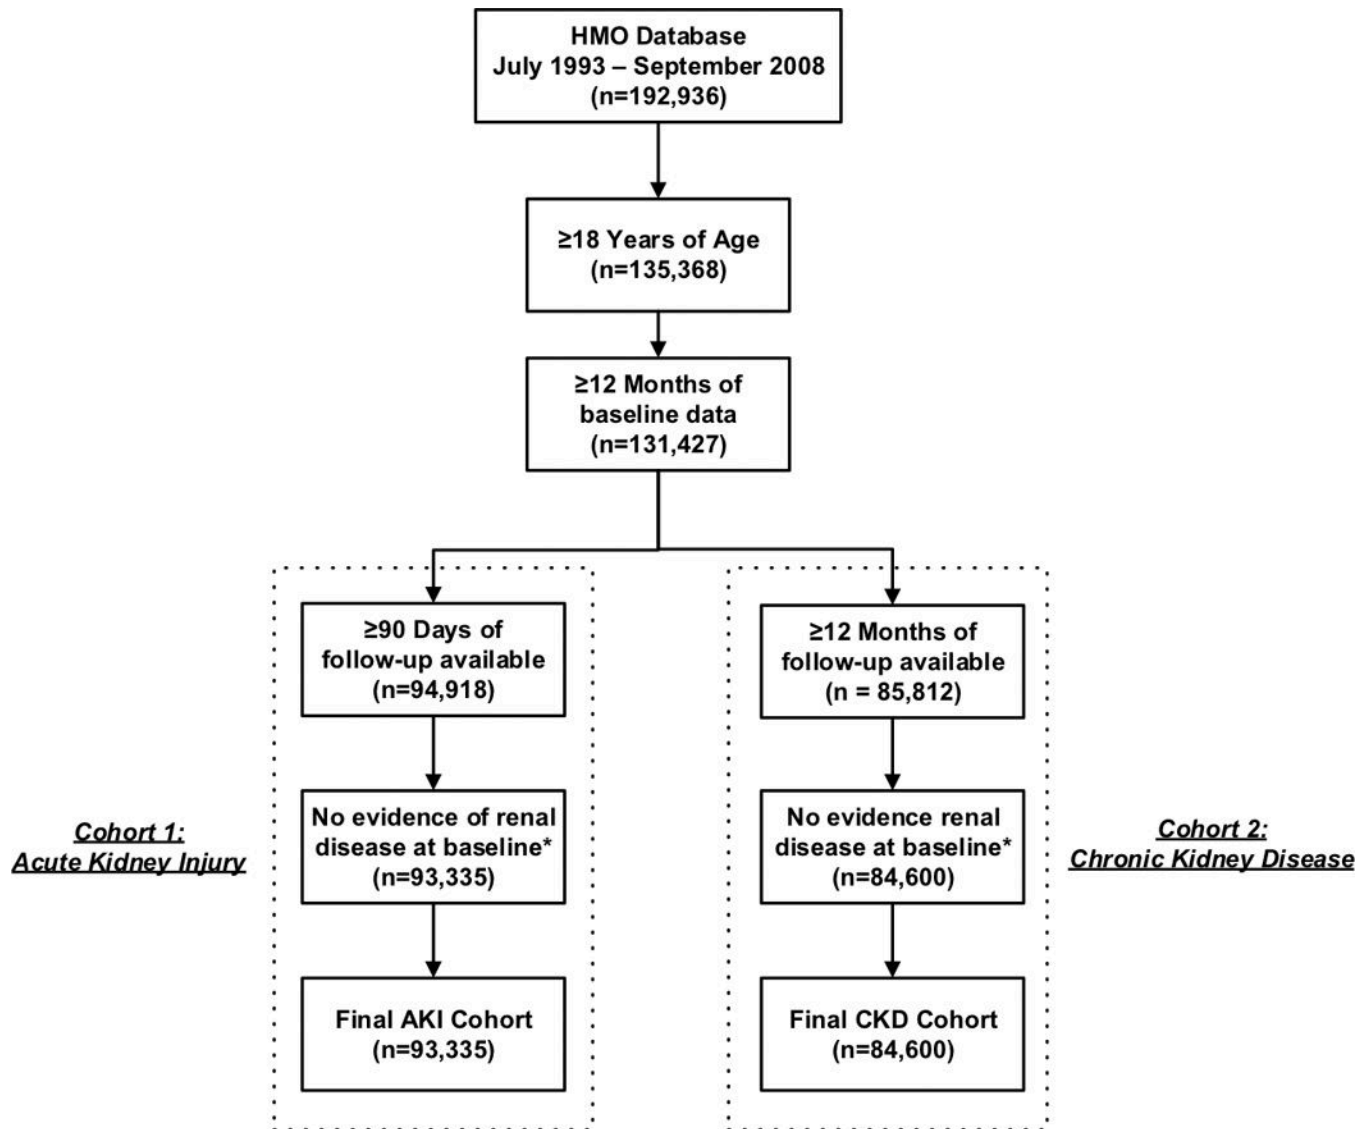 HMO Database
July 1993 – September 2008
(n=192,936)
≥18 Years of Age
(n=135,368)
≥12 Months of
baseline data
(n=131,427)
≥90 Days of
follow-up available
(n=94,918)
≥12 Months of
follow-up available
(n = 85,812)
Cohort 1:
Acute Kidney Injury
No evidence of renal
disease at baseline*
(n=93,335)
No evidence renal
disease at baseline*
(n=84,600)
Cohort 2:
Chronic Kidney Disease
Final AKI Cohort
(n=93,335)
Final CKD Cohort
(n=84,600)